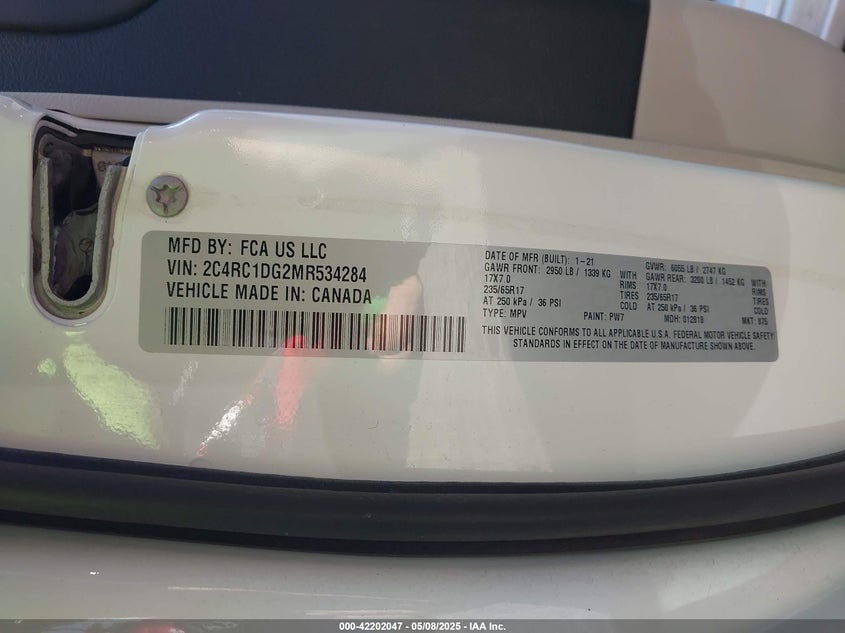 MFD BY: FCA US LLC
VIN: 2C4RC1DG2MR534284
VEHICLE MADE IN: CANADA
DATE OF MFR (BUILT): 1-21 GVWR: 6055 LB / 2747 KG
GAWR FRONT: 2950 LB / 1339 KG WITH GAWR REAR: 3200 LB / 1452 KG WITH
17X7.0 RIMS 17X7.0 RIMS
235/65R17 TIRES 235/65R17 TIRES
AT 250 kPa / 36 PSI COLD AT 250 kPa / 36 PSI COLD
TYPE: MPV PAINT: PW7 MDH: 012818 MKT: 875
THIS VEHICLE CONFORMS TO ALL APPLICABLE U.S.A. FEDERAL MOTOR VEHICLE SAFETY
STANDARDS IN EFFECT ON THE DATE OF MANUFACTURE SHOWN ABOVE.
000-42202047 - 05/08/2025 - IAA Inc.